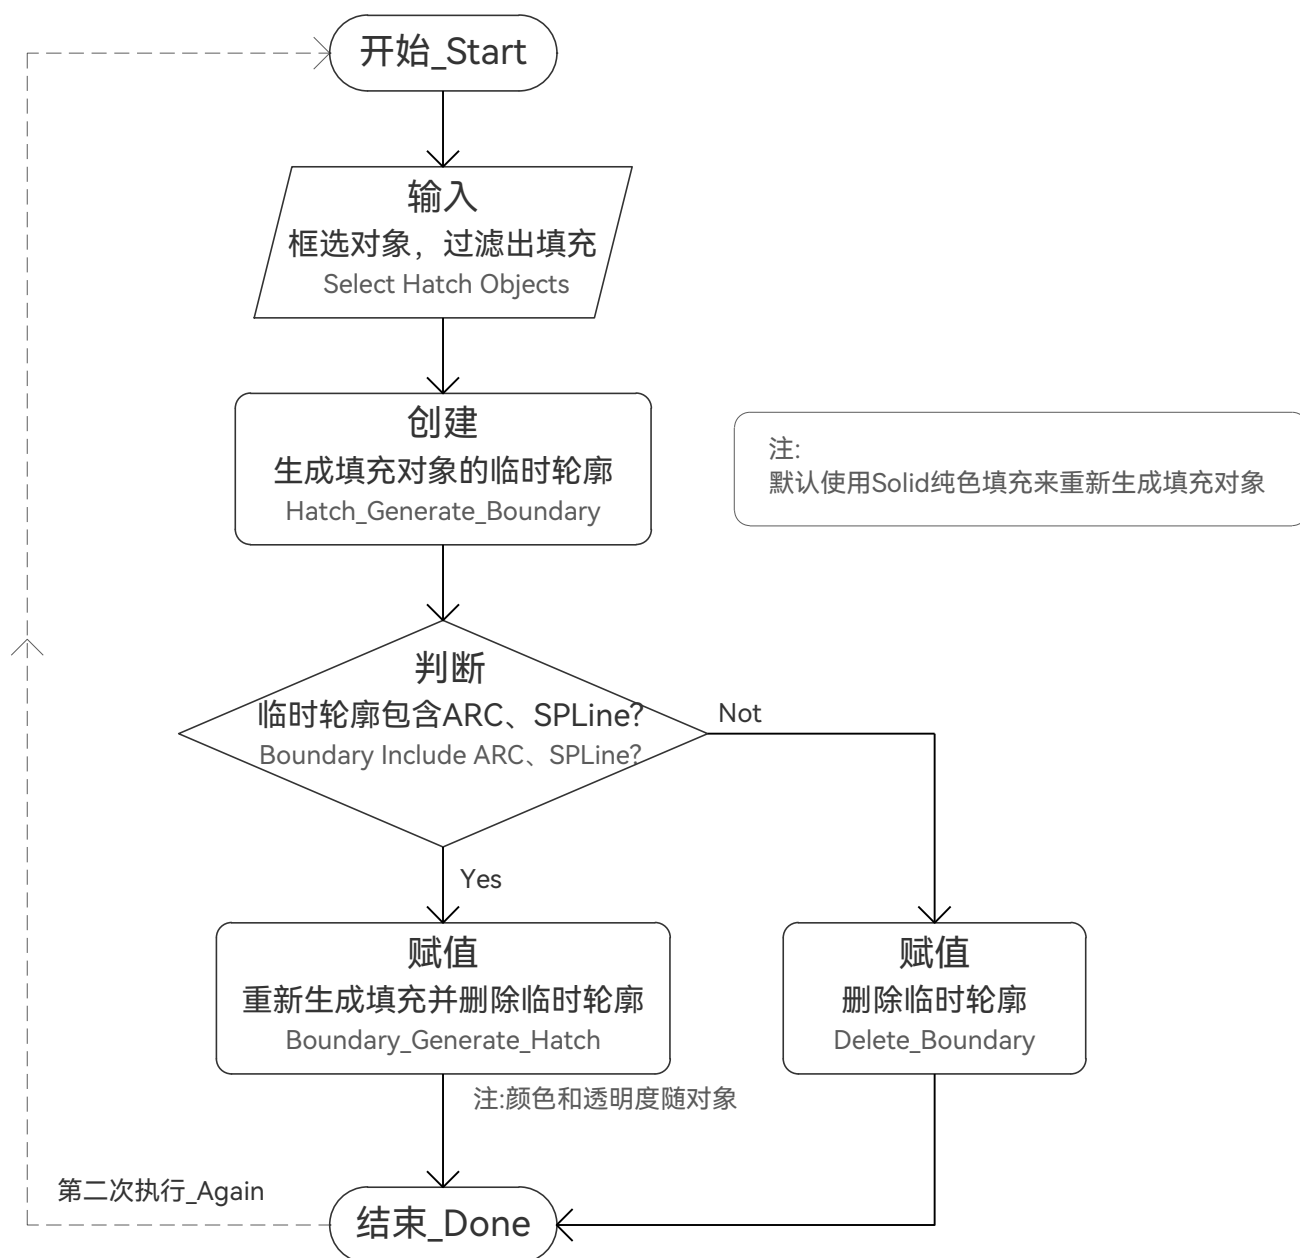 开始_Start
输入
框选对象，过滤出填充
Select Hatch Objects
创建
生成填充对象的临时轮廓
Hatch_Generate_Boundary
注:
默认使用Solid纯色填充来重新生成填充对象
判断
临时轮廓包含ARC、SPLine?
Boundary Include ARC、SPLine?
Not
Yes
赋值
重新生成填充并删除临时轮廓
Boundary_Generate_Hatch
赋值
删除临时轮廓
Delete_Boundary
注:颜色和透明度随对象
第二次执行_Again
结束_Done